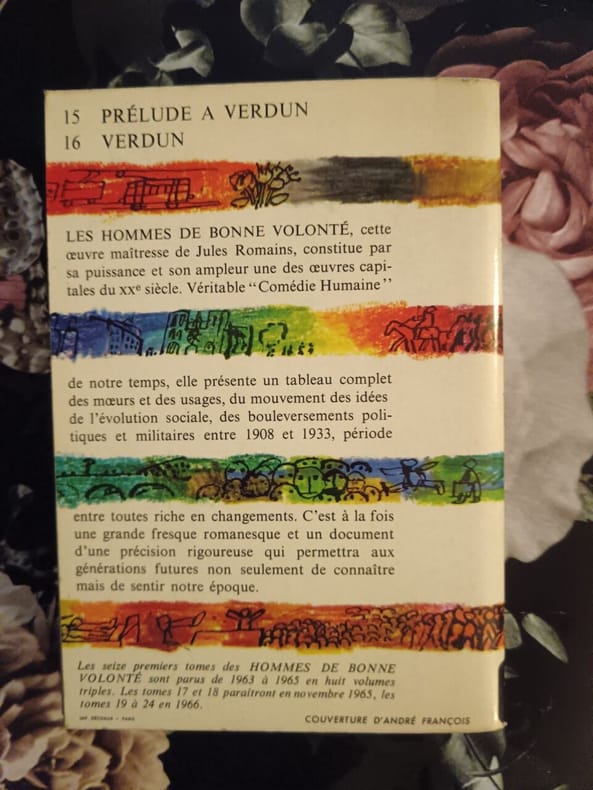 15 PRÉLUDE A VERDUN
16 VERDUN
LES HOMMES DE BONNE VOLONTÉ, cette
œuvre maîtresse de Jules Romains, constitue par
sa puissance et son ampleur une des œuvres capi-
tales du XXe siècle. Véritable "Comédie Humaine"
de notre temps, elle présente un tableau complet
des mœurs et des usages, du mouvement des idées
de l'évolution sociale, des bouleversements poli-
tiques et militaires entre 1908 et 1933, période
entre toutes riche en changements. C'est à la fois
une grande fresque romanesque et un document
d'une précision rigoureuse qui permettra aux
générations futures non seulement de connaître
mais de sentir notre époque.
Les seize premiers tomes des HOMMES DE BONNE
VOLONTÉ sont parus de 1963 à 1965 en huit volumes
triples. Les tomes 17 et 18 paraîtront en novembre 1965, les
tomes 19 à 24 en 1966.
IMP. DECHAUX – PARIS
COUVERTURE D'ANDRÉ FRANÇOIS